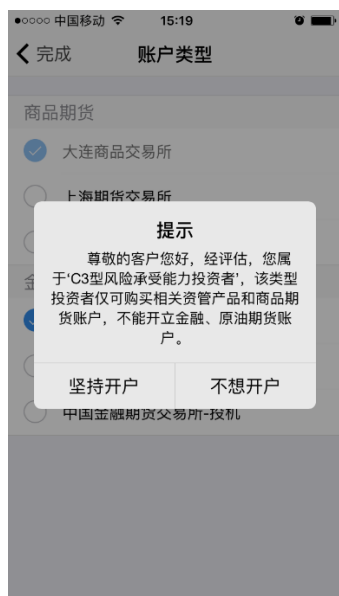 中国移动 15:19
完成 账户类型
商品期货
大连商品交易所
上海期货交易所
提示
尊敬的客户您好，经评估，您属
于‘C3型风险承受能力投资者’，该类型
投资者仅可购买相关资管产品和商品期
货账户，不能开立金融、原油期货账
户。
坚持开户 不想开户
中国金融期货交易所-投机